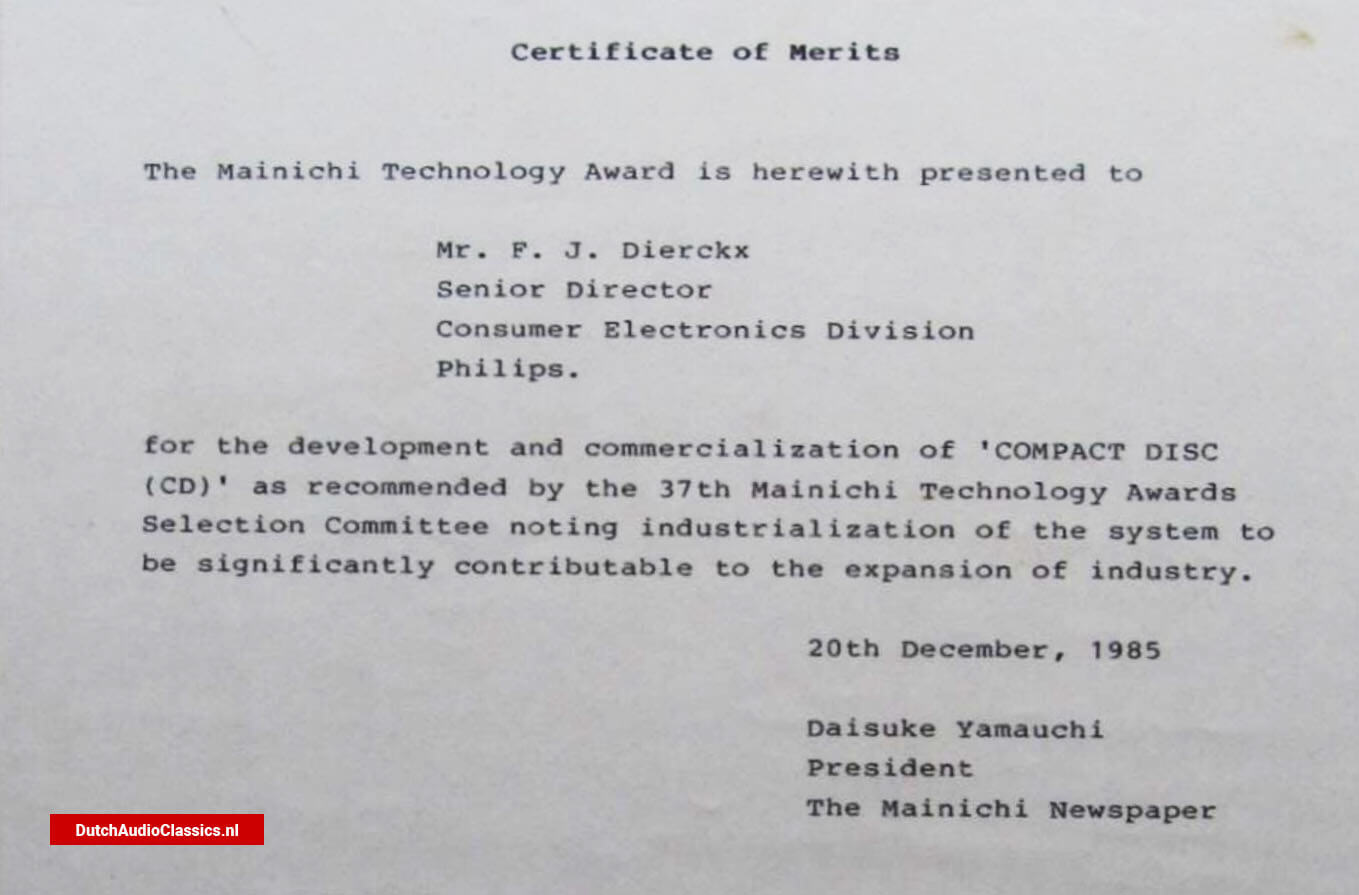 Certificate of Merits
The Mainichi Technology Award is herewith presented to
Mr. F. J. Dierckx
Senior Director
Consumer Electronics Division
Philips.
for the development and commercialization of 'COMPACT DISC
(CD)' as recommended by the 37th Mainichi Technology Awards
Selection Committee noting industrialization of the system to
be significantly contributable to the expansion of industry.
20th December, 1985
Daisuke Yamauchi
President
The Mainichi Newspaper
DutchAudioClassics.nl